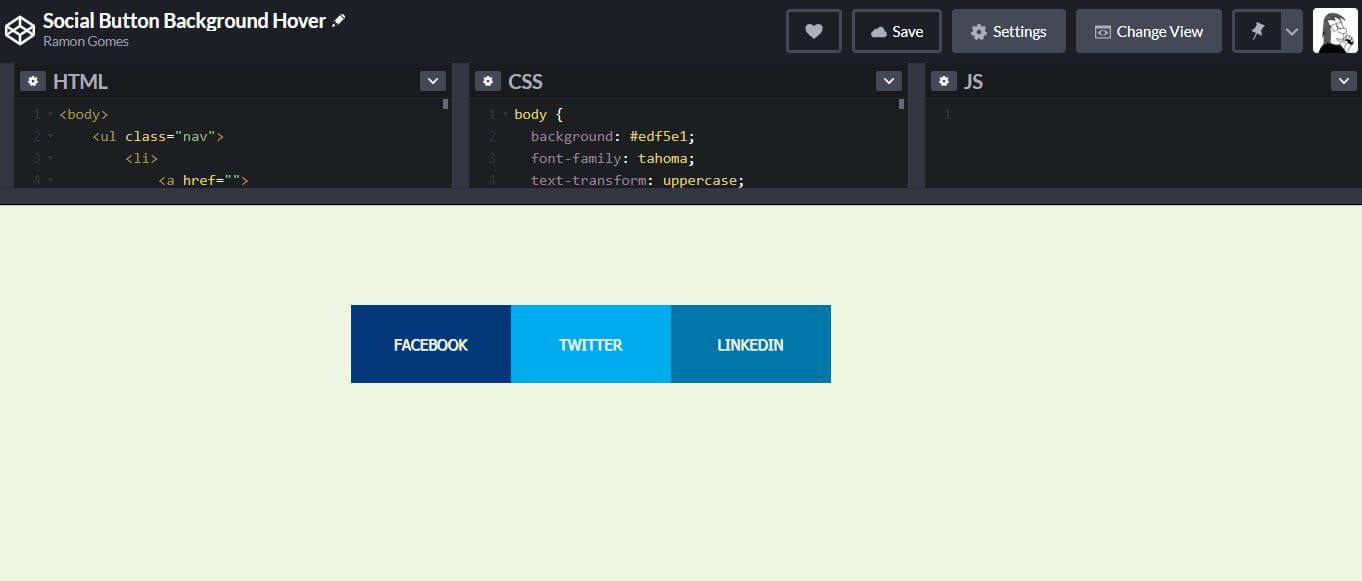 Social Button Background Hover
Ramon Gomes
Save
Settings
Change View
HTML
1 <body>
2 <ul class="nav">
3 <li>
4 <a href="">
CSS
1 body {
2 background: #edf5e1;
3 font-family: tahoma;
4 text-transform: uppercase;
JS
1
FACEBOOK
TWITTER
LINKEDIN